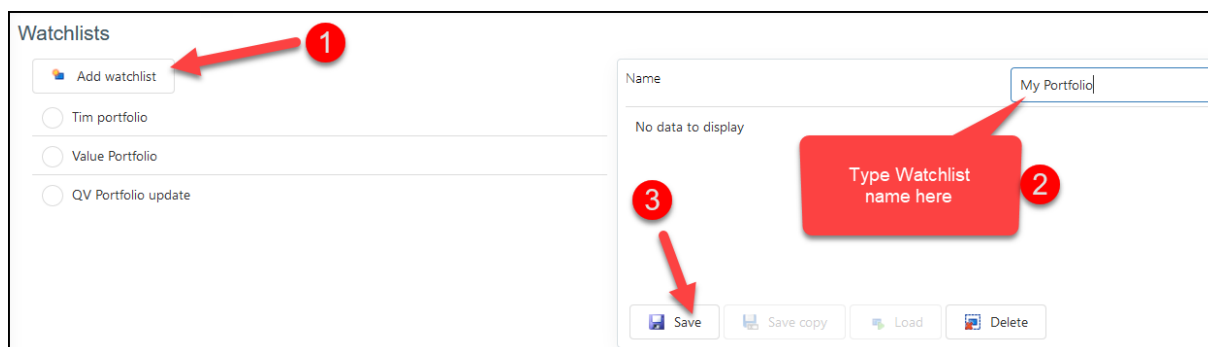 Watchlists
1
Add watchlist
Tim portfolio
Value Portfolio
QV Portfolio update
Name
My Portfolio
No data to display
Type Watchlist
name here
2
3
Save
Save copy
Load
Delete